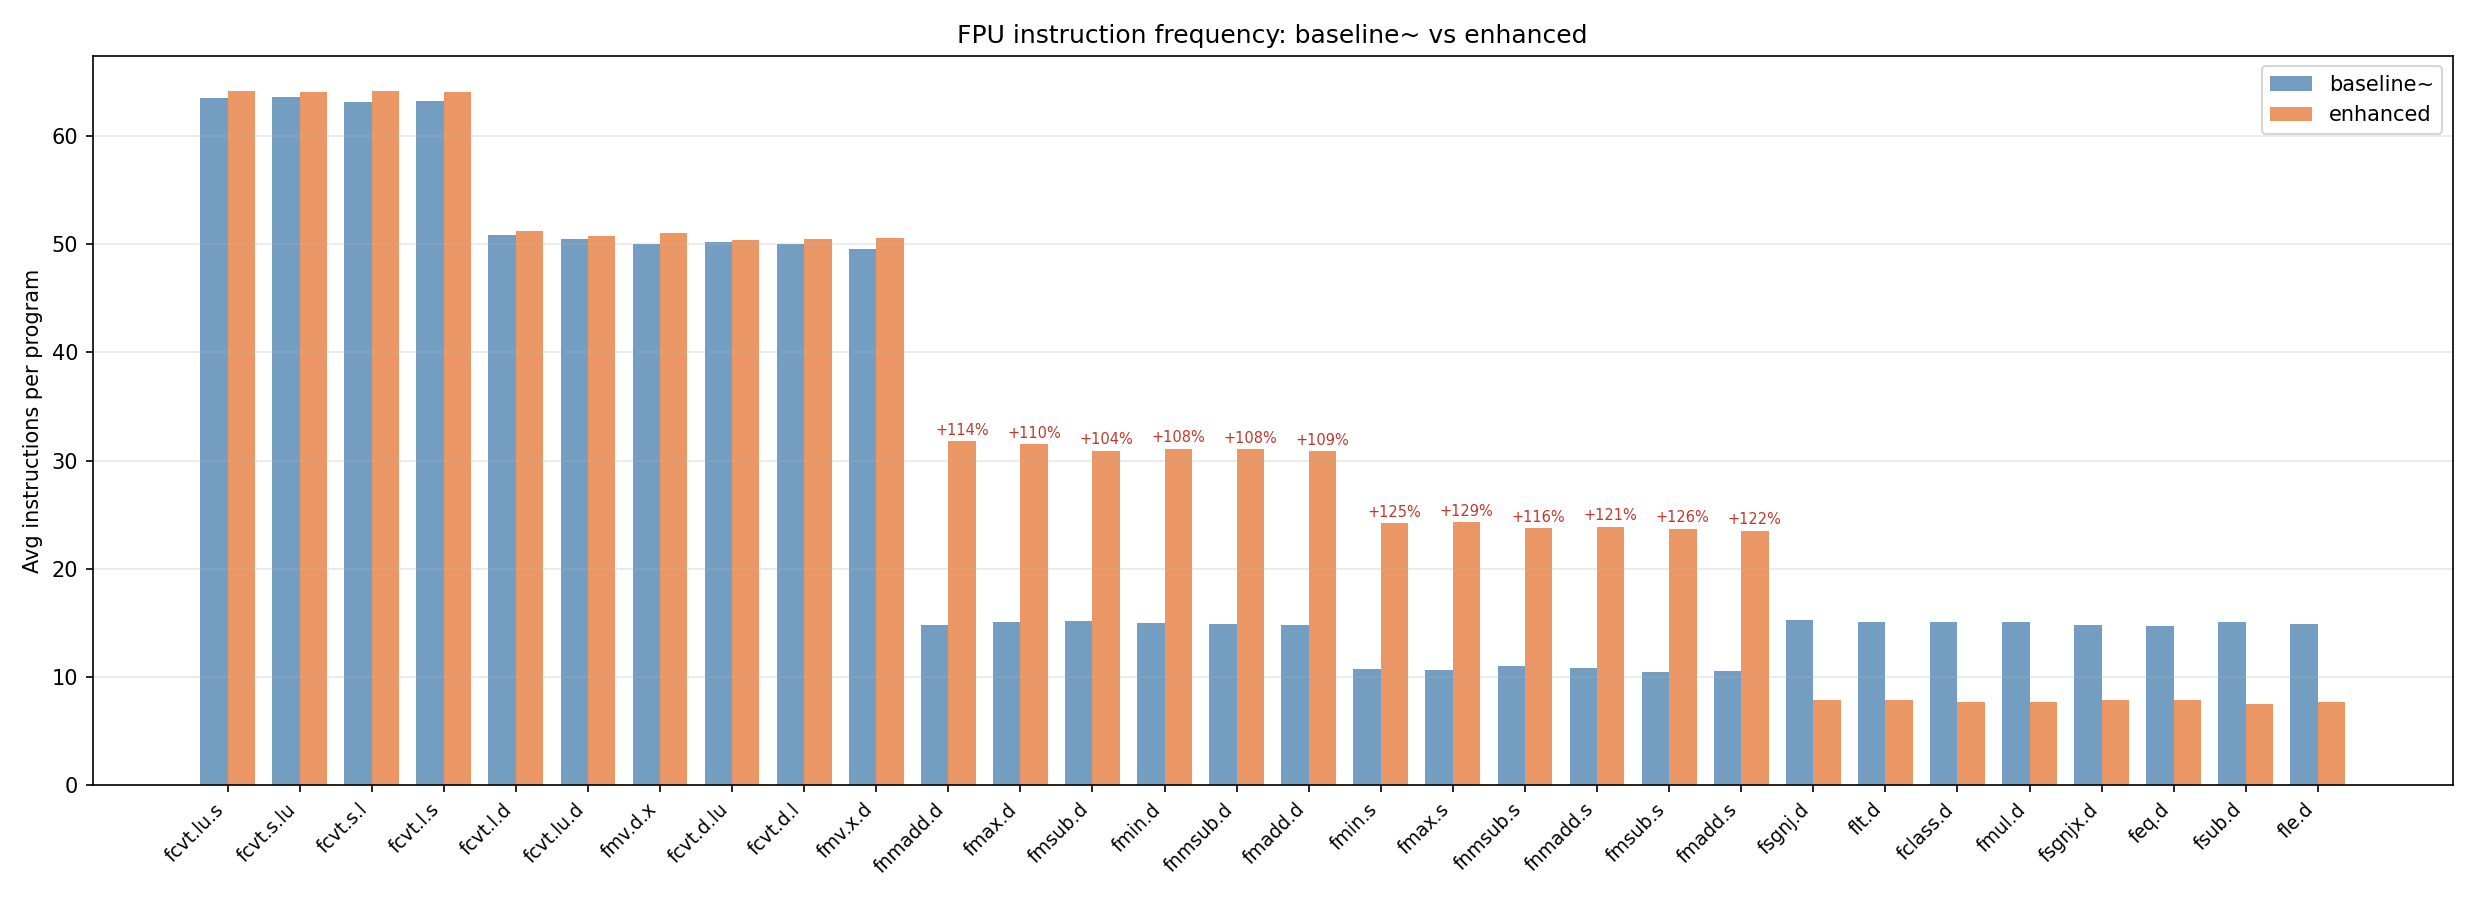 FPU instruction frequency: baseline~ vs enhanced
baseline~
enhanced
Avg instructions per program
60
50
40
30
20
10
0
+114%
+110%
+104%
+108%
+108%
+109%
+125%
+129%
+116%
+121%
+126%
+122%
fcvt.lu.s
fcvt.s.lu
fcvt.s.l
fcvt.l.s
fcvt.l.d
fcvt.lu.d
fmv.d.x
fcvt.d.lu
fcvt.d.l
fmv.x.d
fnmadd.d
fmax.d
fmsub.d
fmin.d
fnmsub.d
fmadd.d
fmin.s
fmax.s
fnmsub.s
fnmadd.s
fmsub.s
fmadd.s
fsgnj.d
flt.d
fclass.d
fmul.d
fsgnjx.d
feq.d
fsub.d
fle.d